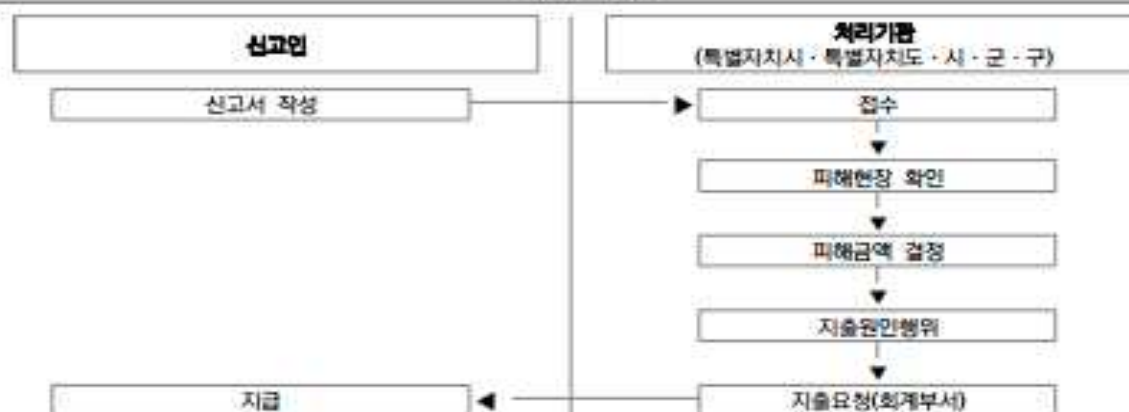 신고인
처리기관
(특별자치시 · 특별자치도 · 시 · 군 · 구)
신고서 작성
접수
피해현장 확인
피해금액 결정
지출원인행위
지급
지출요청(회계부서)